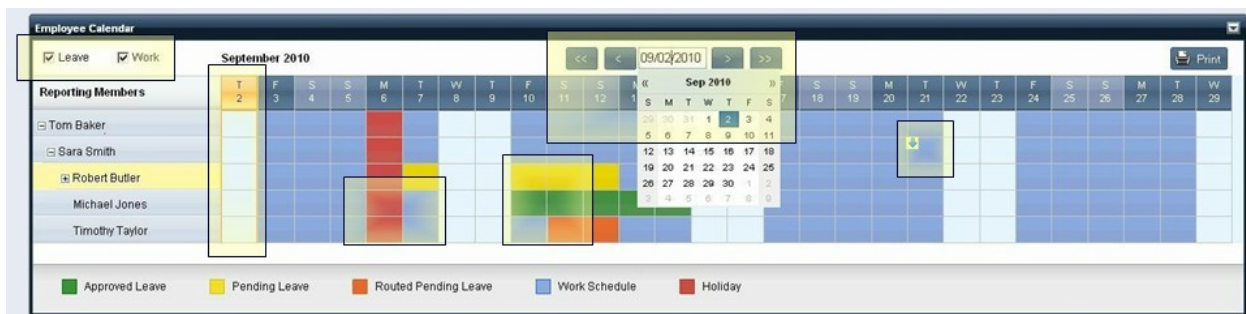 Employee Calendar
Leave Work September 2010 << < 09/02/2010 > >> Print
Reporting Members T F S S M T W T F S S M T F S S M T W
2 3 4 5 6 7 8 9 10 11 12 18 19 20 21 22 23 24 25 26 27 28 29
« Sep 2010 »
S M T W T F S
29 30 31 1 2 3 4
5 6 7 8 9 10 11
12 13 14 15 16 17 18
19 20 21 22 23 24 25
26 27 28 29 30 1 2
3 4 5 6 7 8 9
Tom Baker
Sara Smith
Robert Butler
Michael Jones
Timothy Taylor
Approved Leave Pending Leave Routed Pending Leave Work Schedule Holiday